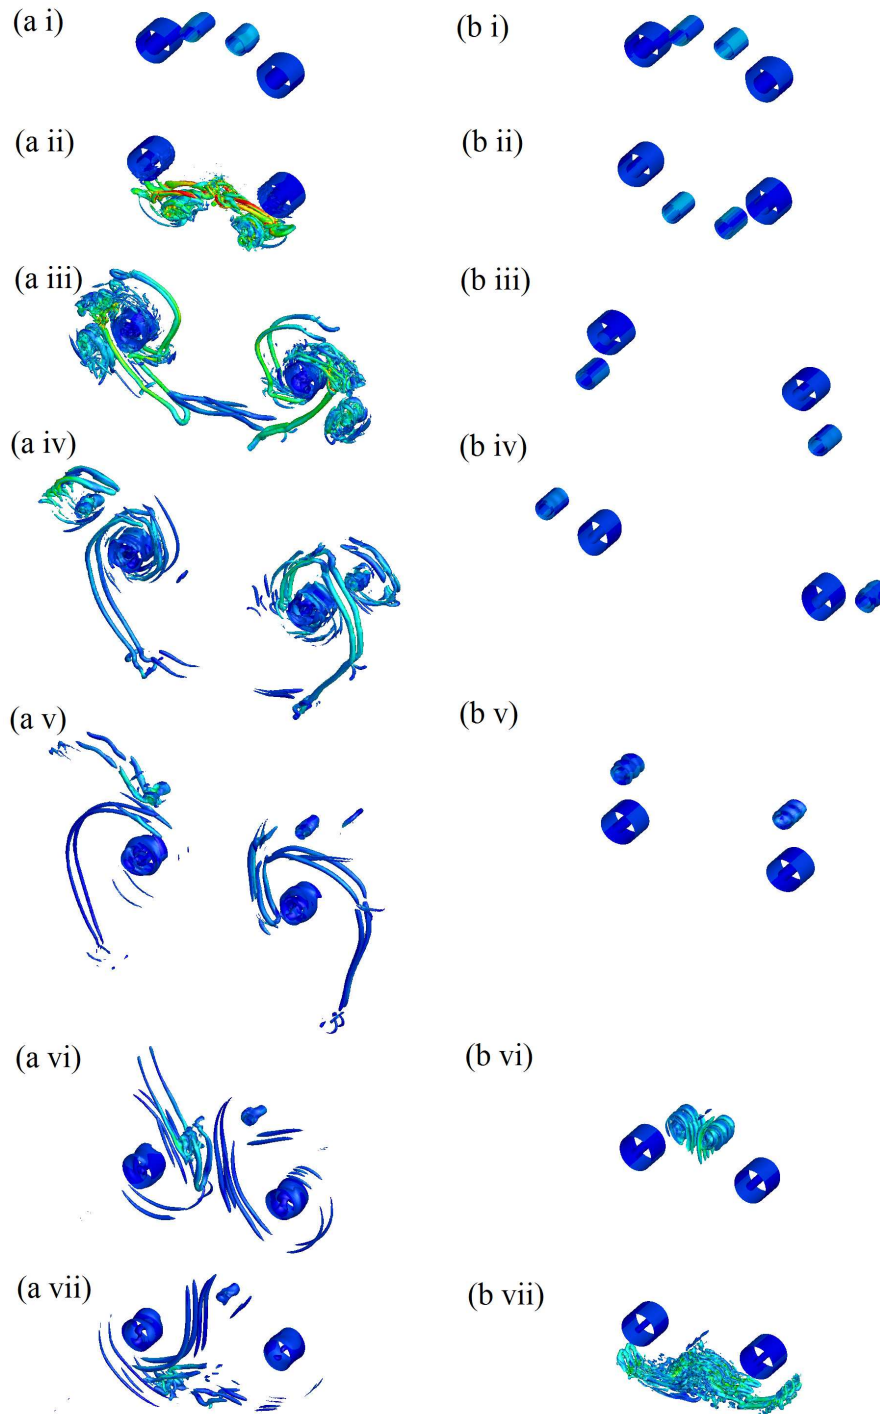 (a i)
(b i)
(a ii)
(b ii)
(a iii)
(b iii)
(a iv)
(b iv)
(a v)
(b v)
(a vi)
(b vi)
(a vii)
(b vii)